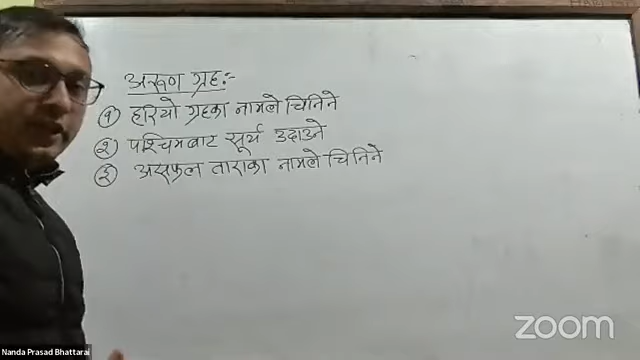 अरुण ग्रह:-
१ हरियो ग्रहका नामले चिनिने
२ पश्चिमबाट सूर्य उदाउने
३ असफल ताराका नामले चिनिने
zoom
Nanda Prasad Bhattarai